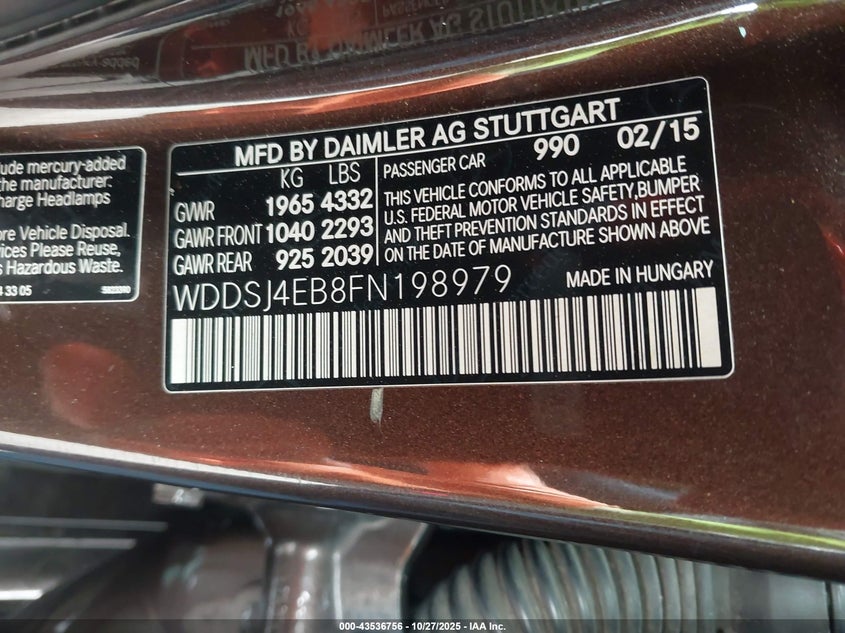 MFD BY DAIMLER AG STUTTGART
KG LBS
GVWR 1965 4332
GAWR FRONT 1040 2293
GAWR REAR 925 2039
PASSENGER CAR 990 02/15
THIS VEHICLE CONFORMS TO ALL APPLICABLE
U.S. FEDERAL MOTOR VEHICLE SAFETY, BUMPER
AND THEFT PREVENTION STANDARDS IN EFFECT
ON THE DATE OF MANUFACTURE SHOWN ABOVE
WDDSJ4EB8FN198979
MADE IN HUNGARY
mercury-added
the manufacturer:
Headlamps
Vehicle Disposal.
Please Reuse,
Hazardous Waste.
33 05
000-43536756 - 10/27/2025 - IAA Inc.